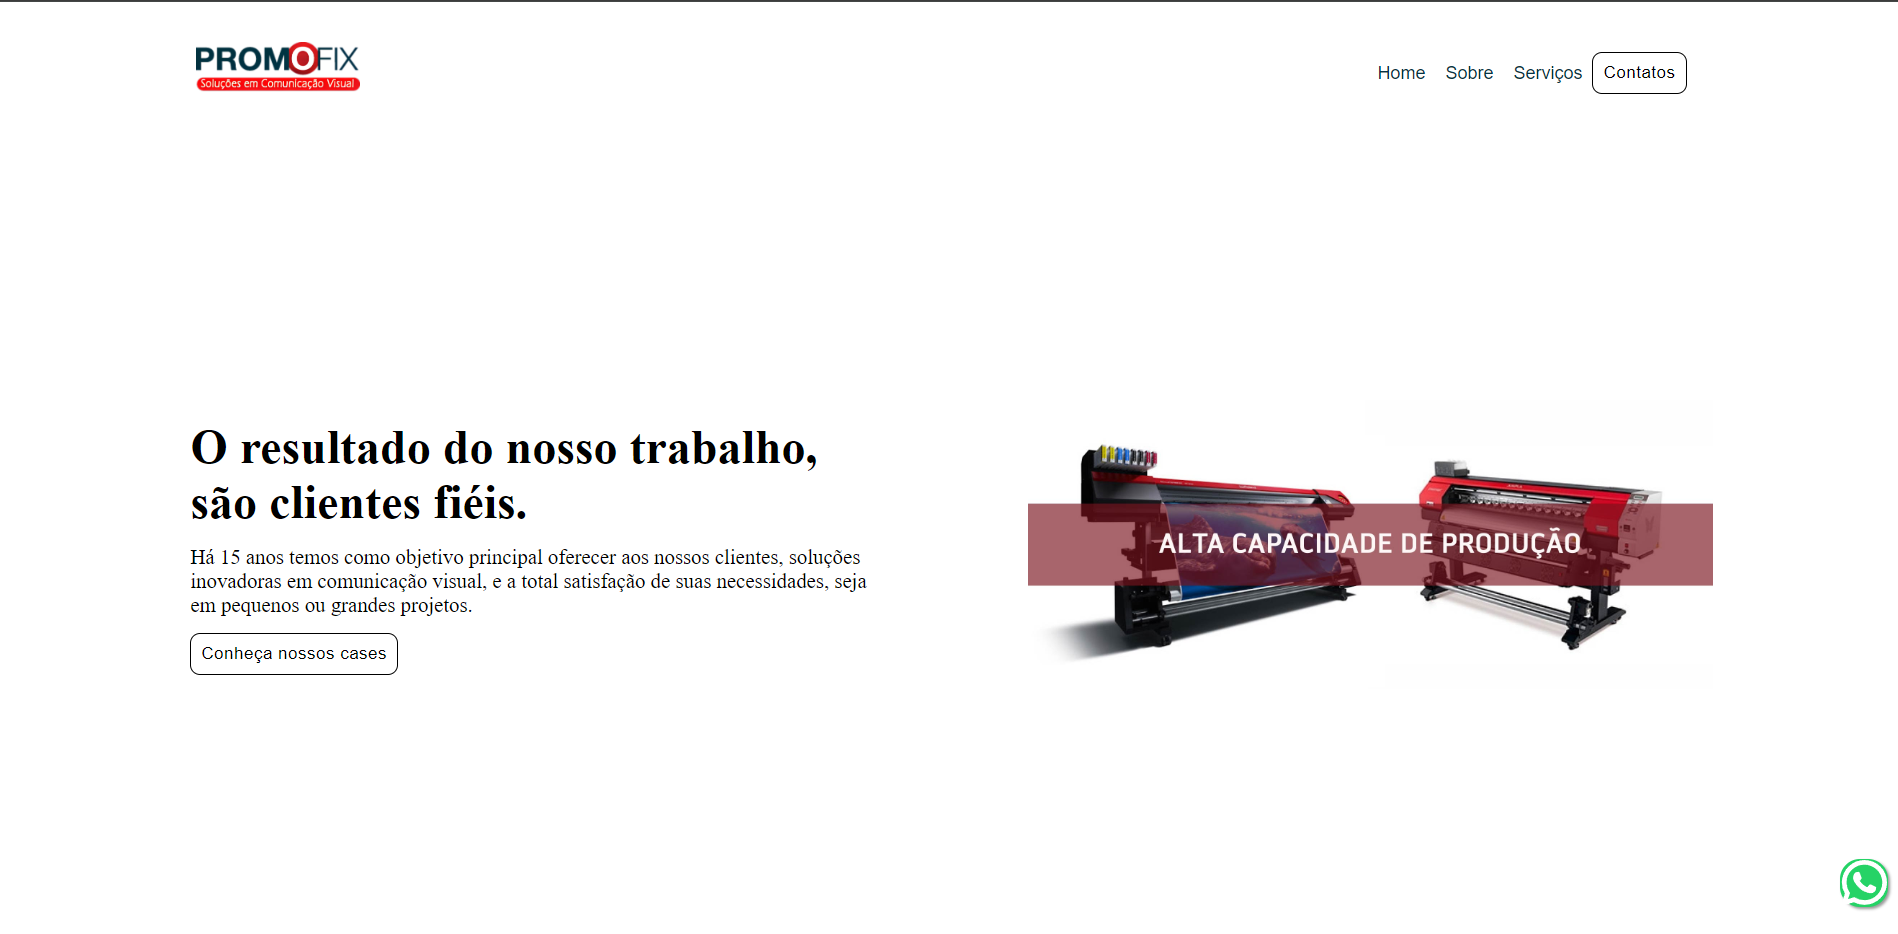 PROMOFIX
Soluções em Comunicação Visual
Home Sobre Serviços Contatos
O resultado do nosso trabalho,
são clientes fiéis.
Há 15 anos temos como objetivo principal oferecer aos nossos clientes, soluções
inovadoras em comunicação visual, e a total satisfação de suas necessidades, seja
em pequenos ou grandes projetos.
Conheça nossos cases
ALTA CAPACIDADE DE PRODUÇÃO